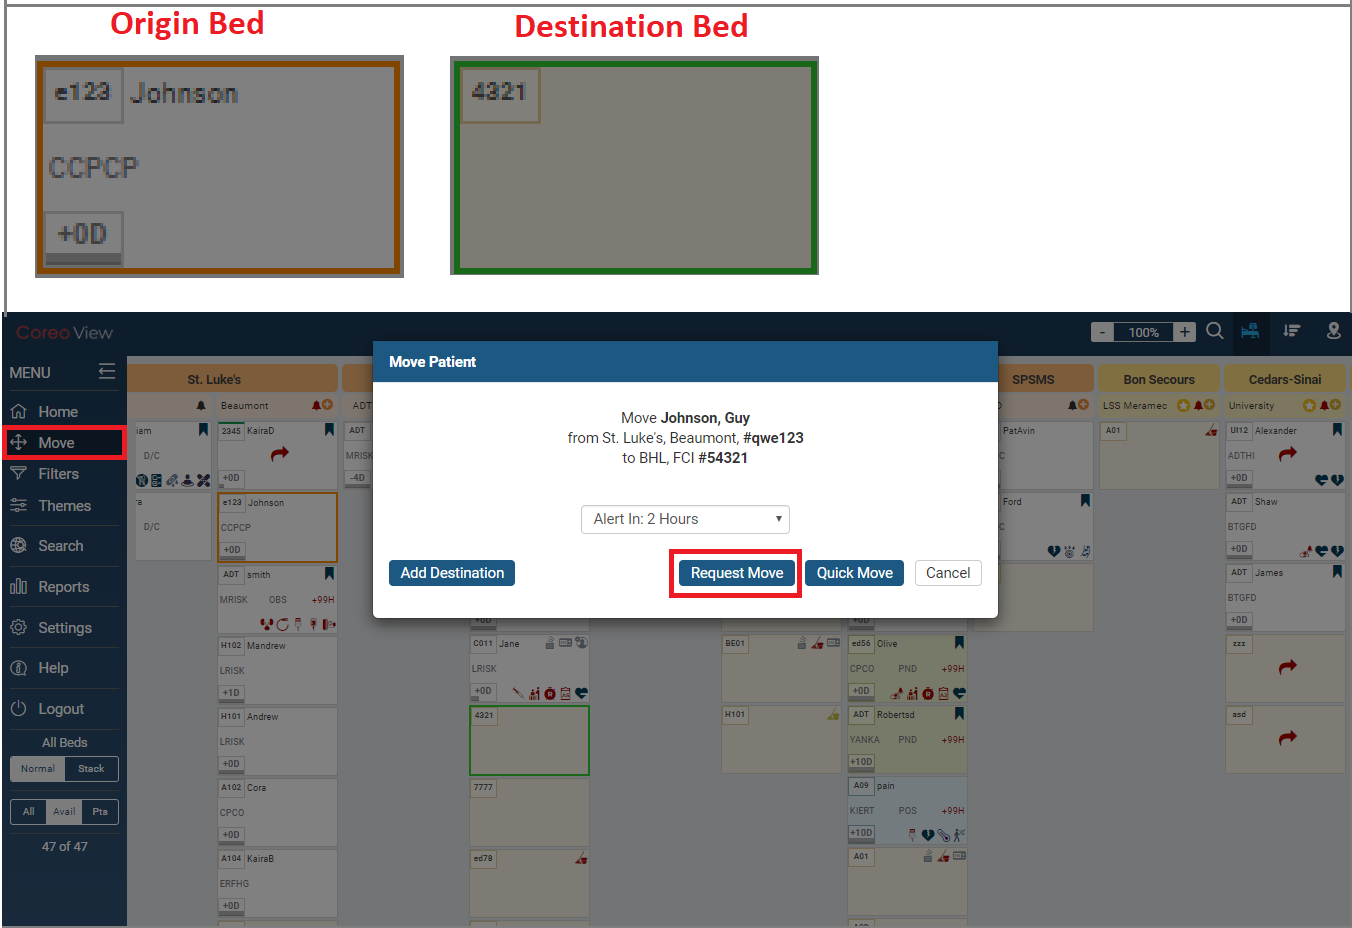 Origin Bed
Destination Bed
e123 Johnson
CCPCP
+0D
4321
CoreoView
- 100% +
MENU
Home
Move
Filters
Themes
Search
Reports
Settings
Help
Logout
All Beds
Normal Stack
All Avail Pts
47 of 47
Move Patient
Move Johnson, Guy
from St. Luke's, Beaumont, #qwe123
to BHL, FCI #54321
Alert In: 2 Hours
Add Destination Request Move Quick Move Cancel
St. Luke's
Beaumont
D/C
D/C
2345 KairaD
+0D
e123 Johnson
CCPCP
+0D
ADT smith
MRISK OBS +99H
H102 Mandrew
LRISK
+1D
H101 Andrew
LRISK
+0D
A102 Cora
CPCO
+0D
A104 KairaB
ERFHG
+0D
ADT
ADT
MRISK
-4D
+0D
C011 Jane
LRISK
+0D
4321
7777
ed78
BE01
H101
+0D
ed56 Olive
CPCO PND +99H
+0D
ADT Robertsd
YANKA PND +99H
+10D
A09 pain
KIERT POS +99H
+10D
A01
SPSMS
PatAvin
Ford
Bon Secours
LSS Meramec
A01
Cedars-Sinai
University
UI12 Alexander
ADTHI
+0D
ADT Shaw
BTGFD
+0D
ADT James
BTGFD
+0D
zzz
asd